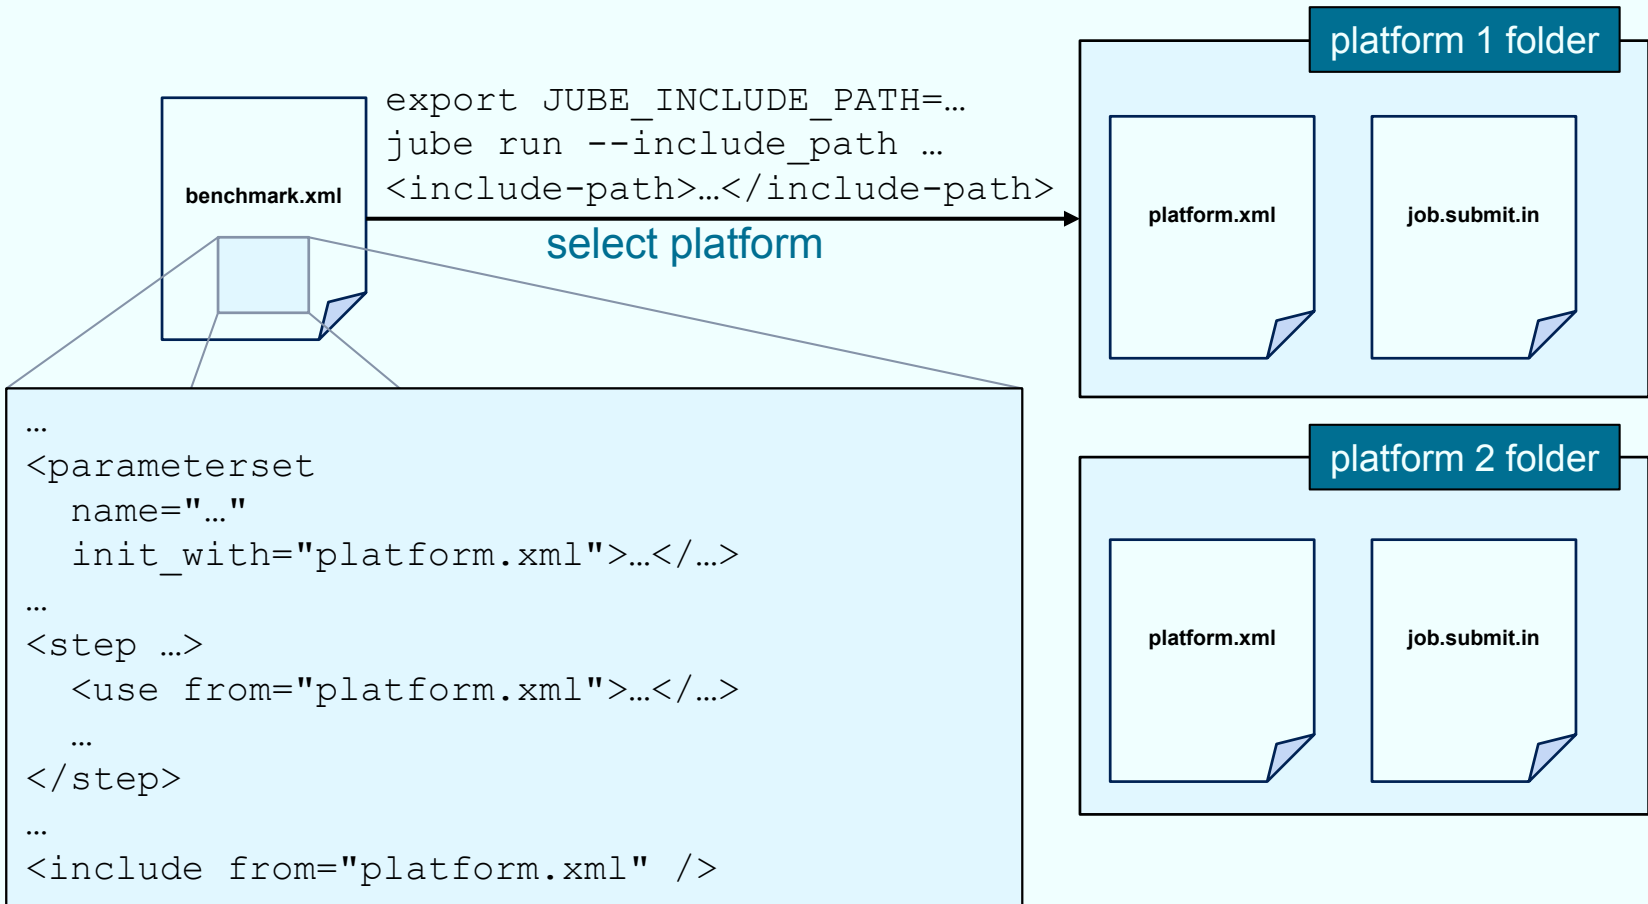 platform 1 folder
export JUBE_INCLUDE_PATH=…
jube run --include_path …
<include-path>…</include-path>
benchmark.xml
select platform
platform.xml
job.submit.in
…
<parameterset
  name="…"
  init_with="platform.xml">…</…>
…
<step …>
  <use from="platform.xml">…</…>
  …
</step>
…
<include from="platform.xml" />
platform 2 folder
platform.xml
job.submit.in